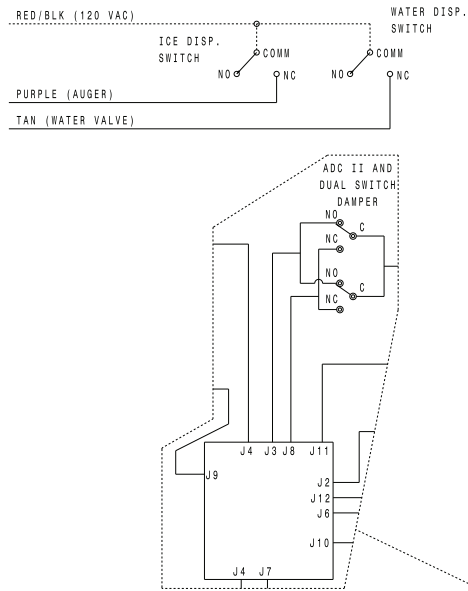 RED/BLK (120 VAC)
WATER DISP.
SWITCH
ICE DISP.
SWITCH
COMM
COMM
NO
NC
NO
NC
PURPLE (AUGER)
TAN (WATER VALVE)
ADC II AND
DUAL SWITCH
DAMPER
NO
C
NC
NO
C
NC
J4
J3
J8
J11
J9
J2
J12
J6
J10
J4
J7